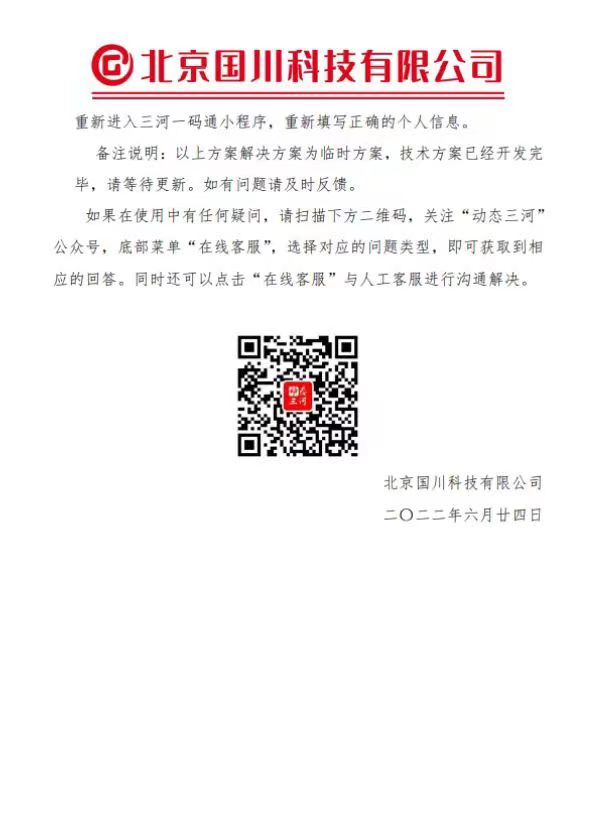 北京国川科技有限公司
重新进入三河一码通小程序，重新填写正确的个人信息。
备注说明：以上方案解决方案为临时方案，技术方案已经开发完
毕，请等待更新。如有问题请及时反馈。
如果在使用中有任何疑问，请扫描下方二维码，关注“动态三河”
公众号，底部菜单“在线客服”，选择对应的问题类型，即可获取到相
应的回答。同时还可以点击“在线客服”与人工客服进行沟通解决。
动态
三河
北京国川科技有限公司
二〇二二年六月廿四日